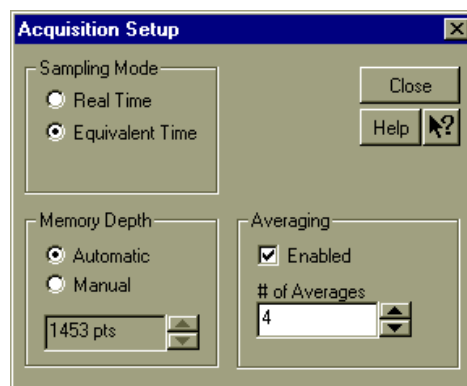 Acquisition Setup
Sampling Mode
Real Time
Equivalent Time
Close
Help
?
Memory Depth
Automatic
Manual
1453 pts
Averaging
Enabled
# of Averages
4